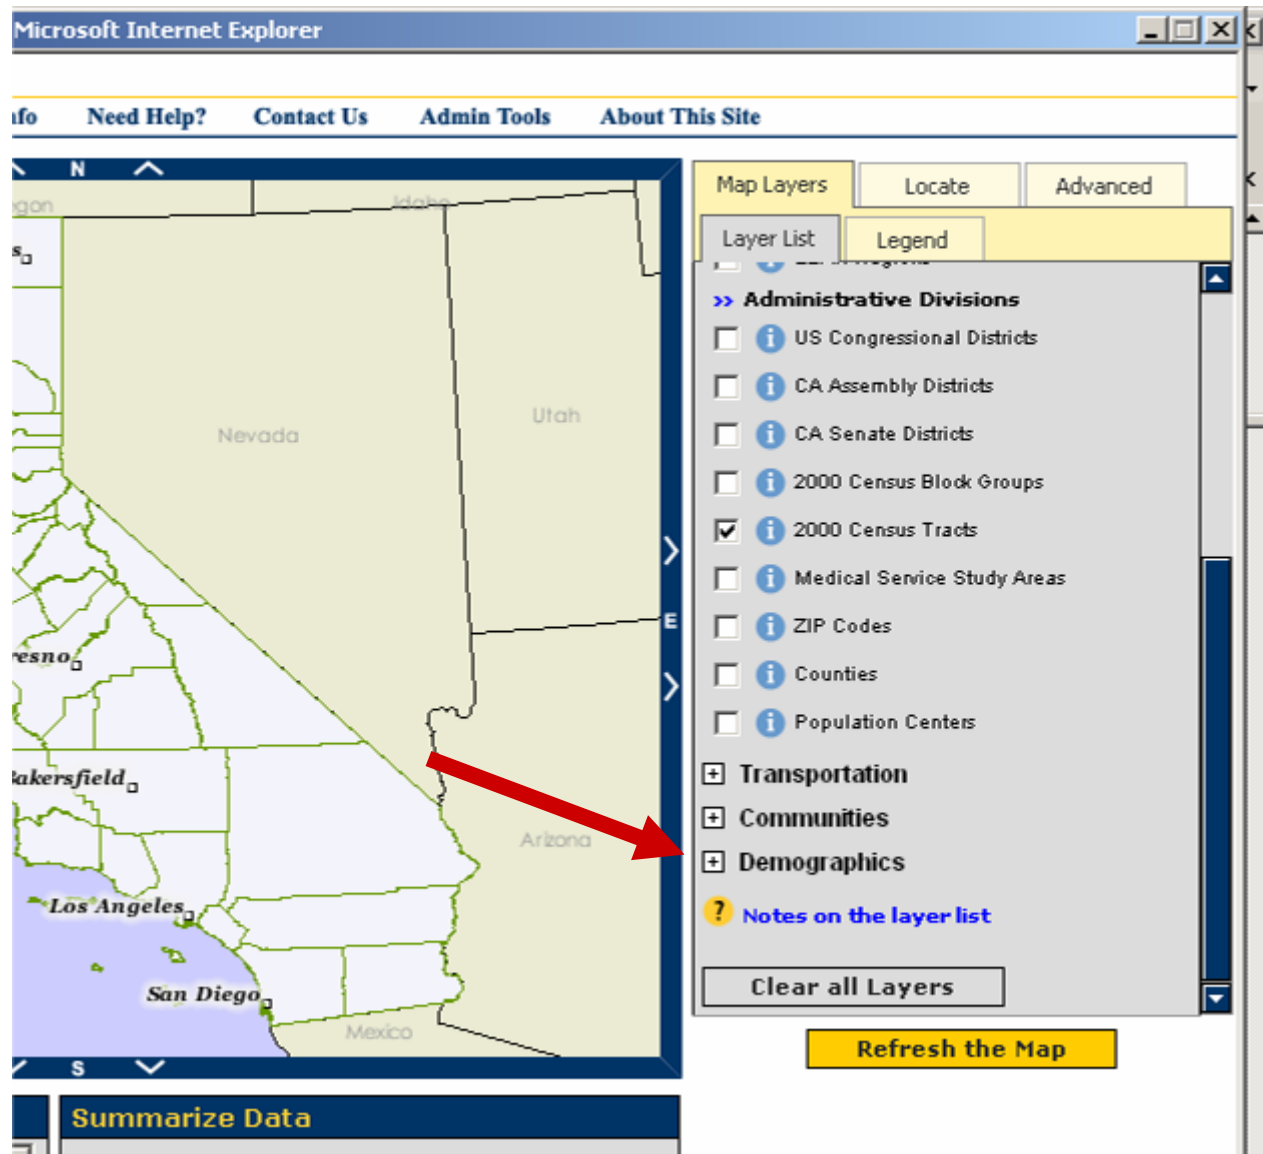 Microsoft Internet Explorer
Need Help? Contact Us Admin Tools About This Site
N
Map Layers Locate Advanced
Layer List Legend
Idaho
>> Administrative Divisions
US Congressional Districts
CA Assembly Districts
CA Senate Districts
2000 Census Block Groups
2000 Census Tracts
Medical Service Study Areas
ZIP Codes
Counties
Population Centers
Nevada
Utah
E
resno
akersfield
Arizona
Los Angeles
San Diego
Mexico
Transportation
Communities
Demographics
? Notes on the layer list
Clear all Layers
Refresh the Map
S
Summarize Data